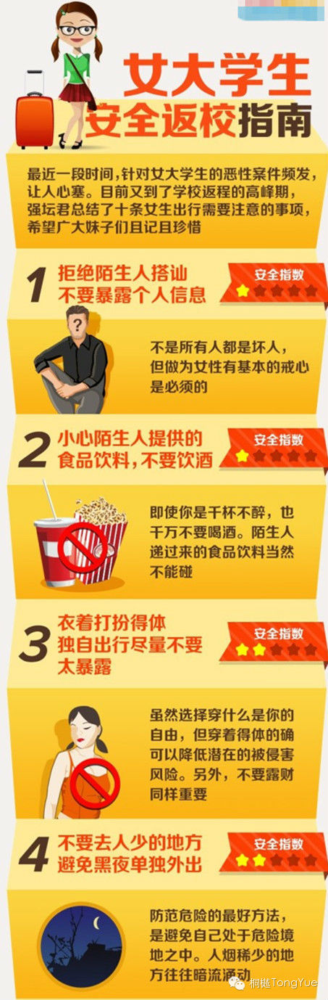 女大学生
安全返校指南
最近一段时间,针对女大学生的恶性案件频发,
让人心塞。目前又到了学校返程的高峰期,
强坛君总结了十条女生出行需要注意的事项,
希望广大妹子们且记且珍惜
1 拒绝陌生人搭讪
不要暴露个人信息
安全指数
?
不是所有人都是坏人,
但做为女性有基本的戒心
是必须的
2 小心陌生人提供的
食品饮料,不要饮酒
安全指数
即使你是千杯不醉,也
千万不要喝酒。陌生人
递过来的食品饮料当然
不能碰
3 衣着打扮得体
独自出行尽量不要
太暴露
安全指数
虽然选择穿什么是你的
自由,但穿着得体的确
可以降低潜在的被侵害
风险。另外,不要露财
同样重要
4 不要去人少的地方
避免黑夜单独外出
安全指数
防范危险的最好方法,
是避免自己处于危险境
地之中。人烟稀少的地
方往往暗流涌动
桐挞TongYue